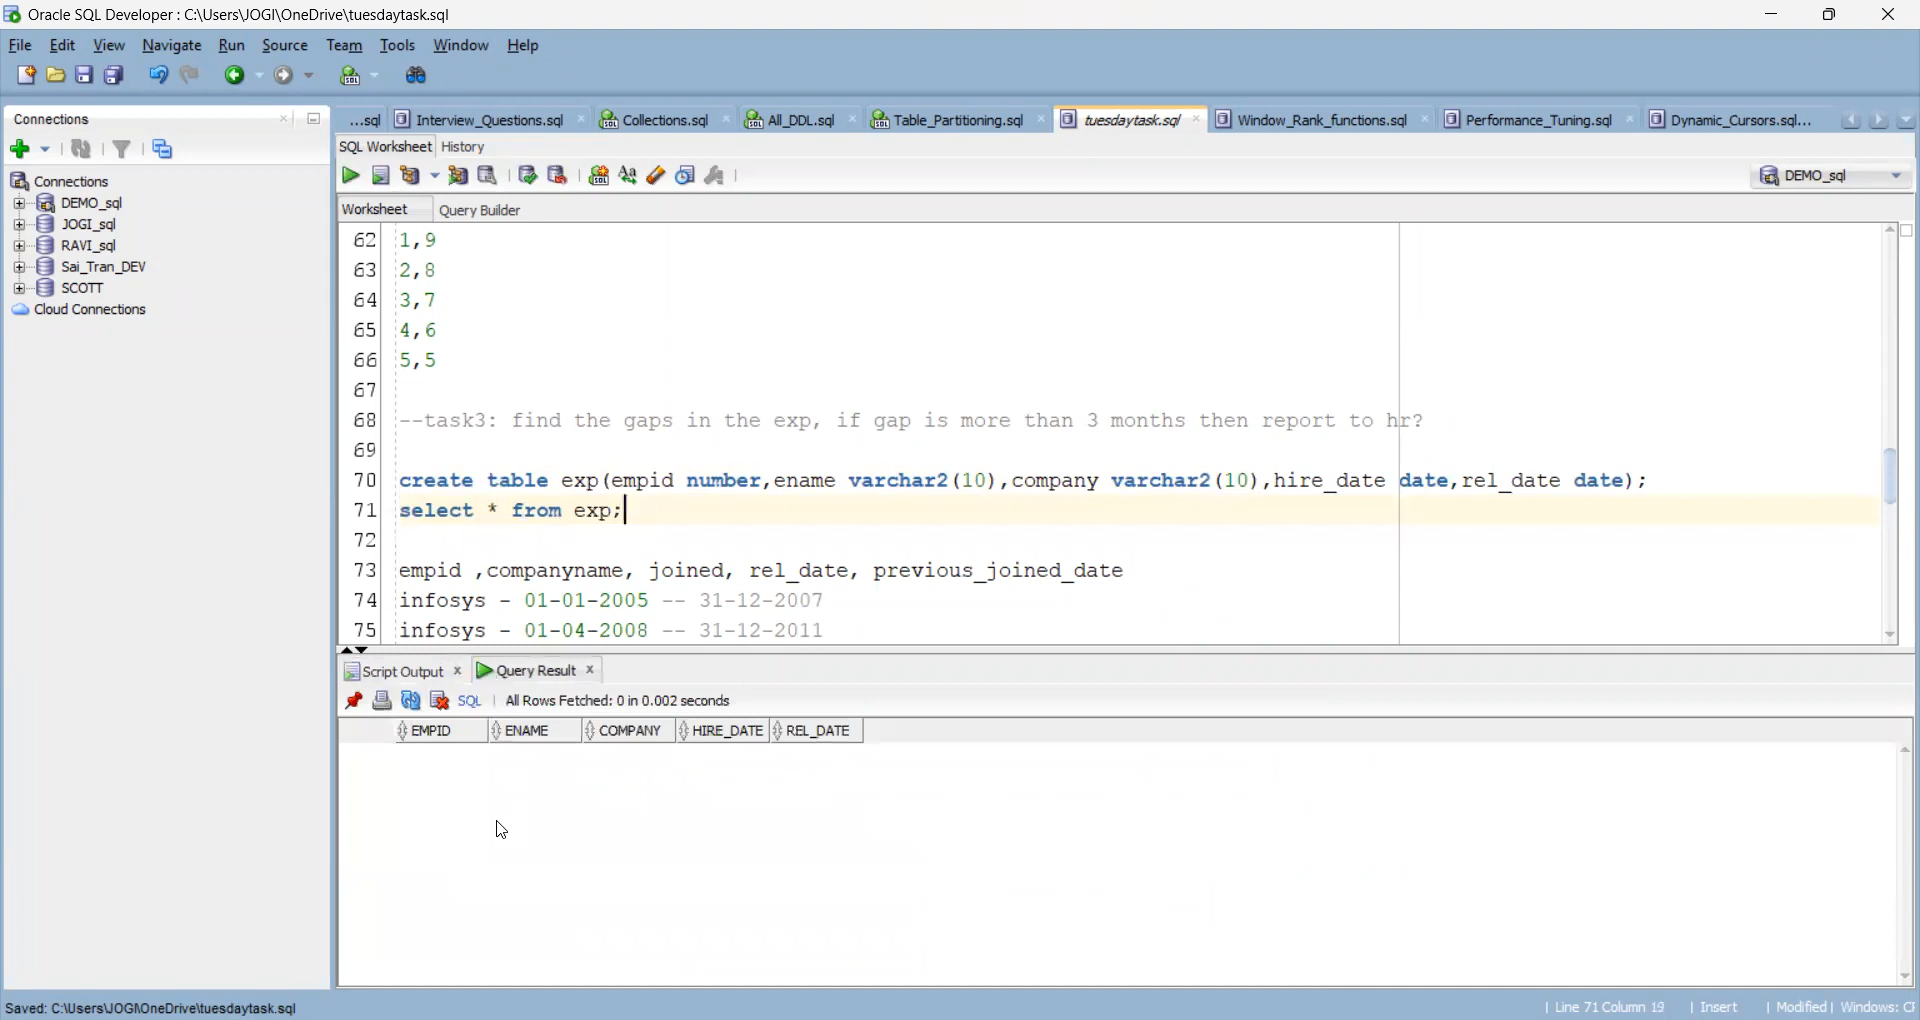 Oracle SQL Developer : C:\Users\JOGI\OneDrive\tuesdaytask.sql
File Edit View Navigate Run Source Team Tools Window Help
Connections
...sql Interview_Questions.sql Collections.sql All_DDL.sql Table_Partitioning.sql tuesdaytask.sql Window_Rank_functions.sql Performance_Tuning.sql Dynamic_Cursors.sql...
SQL Worksheet History
DEMO_sql
Connections
DEMO_sql
JOGI_sql
RAVI_sql
Sai_Tran_DEV
SCOTT
Cloud Connections
Worksheet Query Builder
62 1,9
63 2,8
64 3,7
65 4,6
66 5,5
67
68 --task3: find the gaps in the exp, if gap is more than 3 months then report to hr?
69
70 create table exp(empid number,ename varchar2(10),company varchar2(10),hire_date date,rel_date date);
71 select * from exp;
72
73 empid ,companyname, joined, rel_date, previous_joined_date
74 infosys - 01-01-2005 -- 31-12-2007
75 infosys - 01-04-2008 -- 31-12-2011
Script Output Query Result
SQL All Rows Fetched: 0 in 0.002 seconds
EMPID ENAME COMPANY HIRE_DATE REL_DATE
Saved: C:\Users\JOGI\OneDrive\tuesdaytask.sql
Line 71 Column 19 Insert Modified Windows: